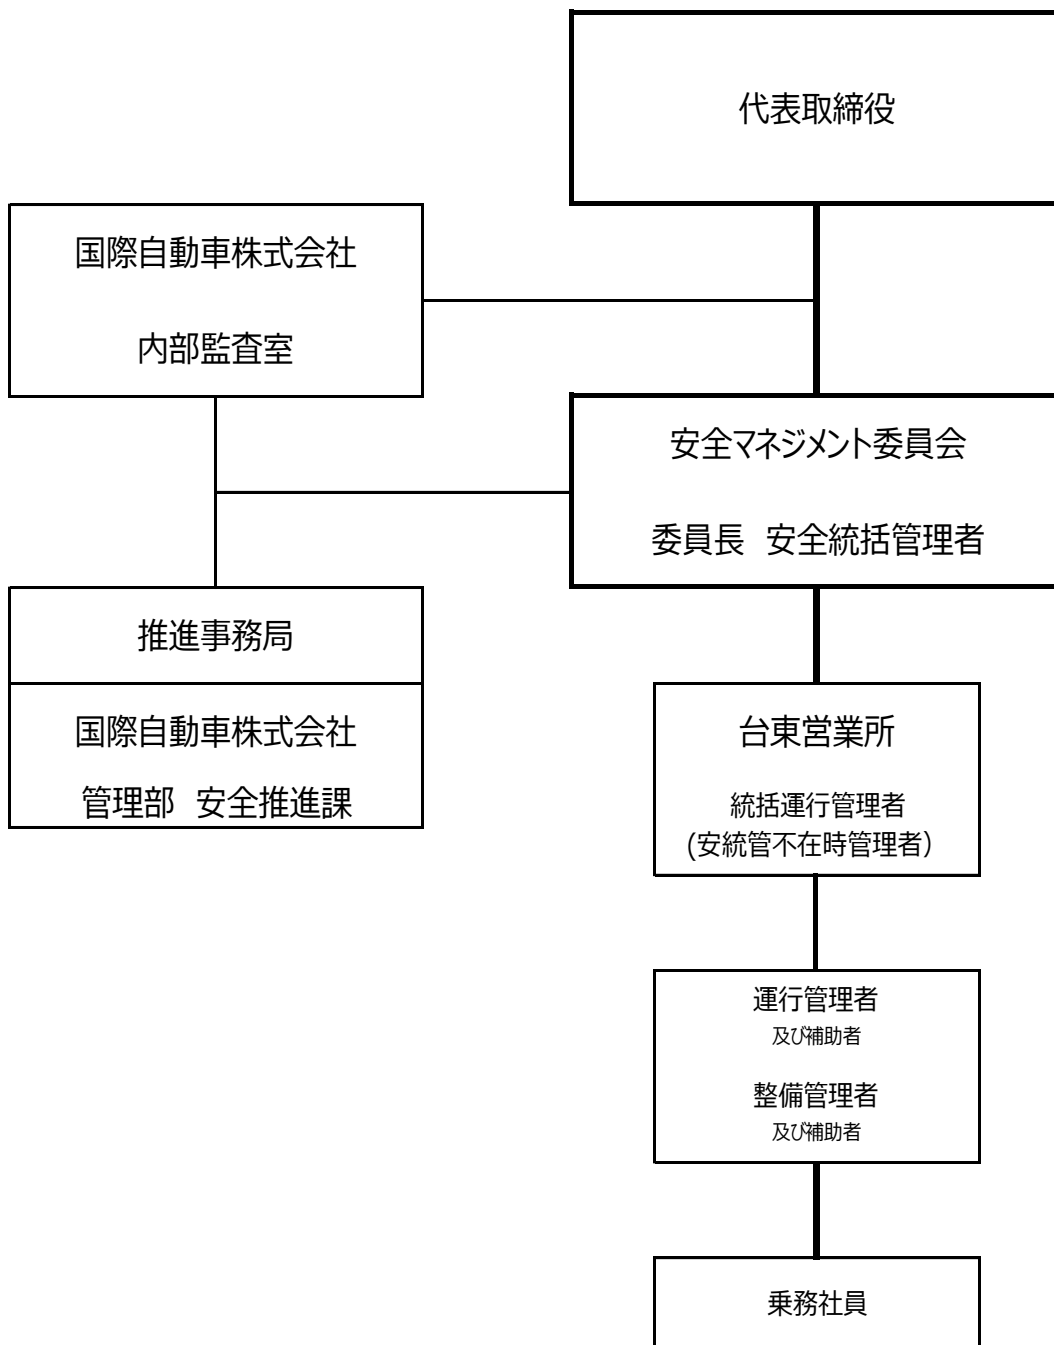 代表取締役
国際自動車株式会社
内部監査室
安全マネジメント委員会
委員長 安全統括管理者
推進事務局
国際自動車株式会社
管理部 安全推進課
台東営業所
統括運行管理者
(安統管不在時管理者）
運行管理者
及び補助者
整備管理者
及び補助者
乗務社員